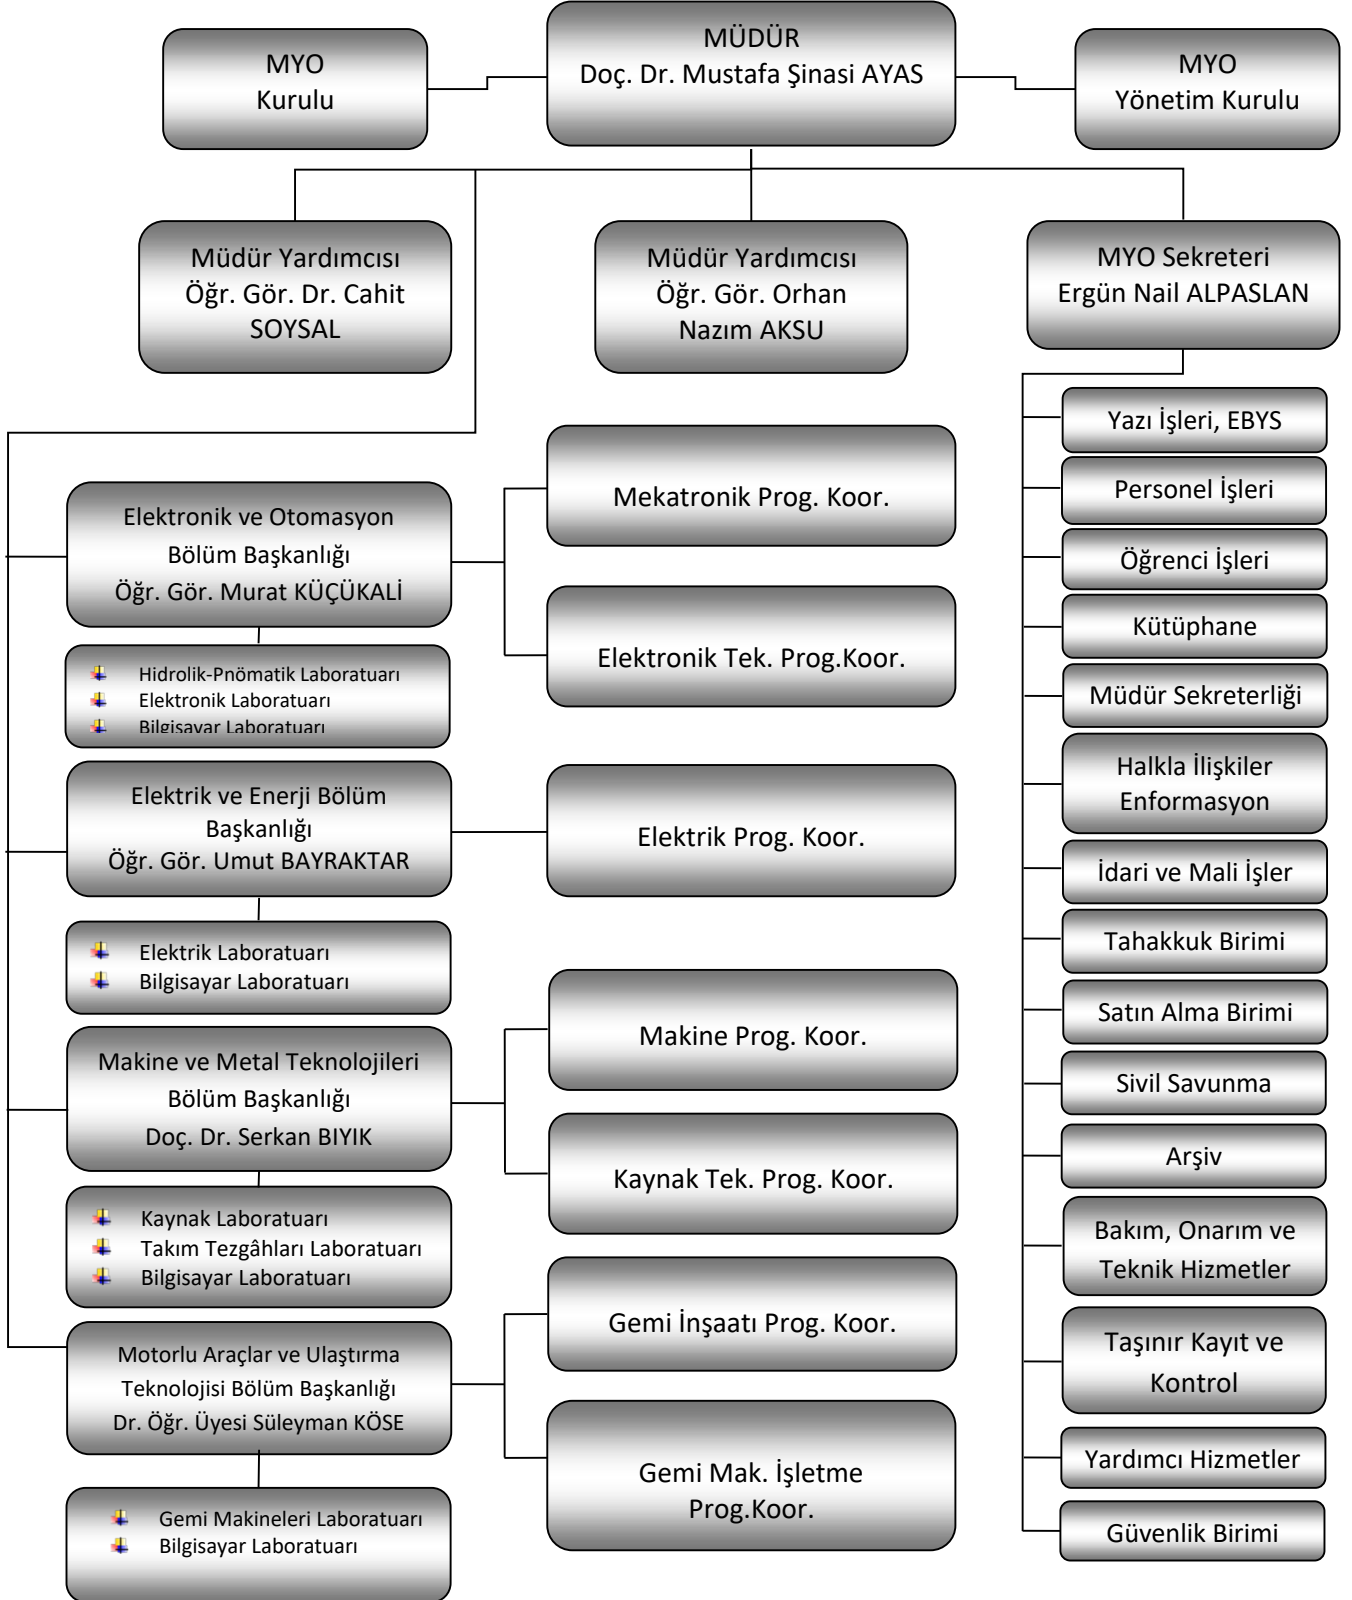 MYO
Kurulu
MÜDÜR
Doç. Dr. Mustafa Şinasi AYAS
MYO
Yönetim Kurulu
Müdür Yardımcısı
Öğr. Gör. Dr. Cahit
SOYSAL
Müdür Yardımcısı
Öğr. Gör. Orhan
Nazım AKSU
MYO Sekreteri
Ergün Nail ALPASLAN
Elektronik ve Otomasyon
Bölüm Başkanlığı
Öğr. Gör. Murat KÜÇÜKALİ
Hidrolik-Pnömatik Laboratuarı
Elektronik Laboratuarı
Bilgisayar Laboratuarı
Mekatronik Prog. Koor.
Elektronik Tek. Prog.Koor.
Elektrik ve Enerji Bölüm
Başkanlığı
Öğr. Gör. Umut BAYRAKTAR
Elektrik Laboratuarı
Bilgisayar Laboratuarı
Elektrik Prog. Koor.
Makine ve Metal Teknolojileri
Bölüm Başkanlığı
Doç. Dr. Serkan BIYIK
Kaynak Laboratuarı
Takım Tezgâhları Laboratuarı
Bilgisayar Laboratuarı
Makine Prog. Koor.
Kaynak Tek. Prog. Koor.
Motorlu Araçlar ve Ulaştırma
Teknolojisi Bölüm Başkanlığı
Dr. Öğr. Üyesi Süleyman KÖSE
Gemi Makineleri Laboratuarı
Bilgisayar Laboratuarı
Gemi İnşaatı Prog. Koor.
Gemi Mak. İşletme
Prog.Koor.
Yazı İşleri, EBYS
Personel İşleri
Öğrenci İşleri
Kütüphane
Müdür Sekreterliği
Halkla İlişkiler
Enformasyon
İdari ve Mali İşler
Tahakkuk Birimi
Satın Alma Birimi
Sivil Savunma
Arşiv
Bakım, Onarım ve
Teknik Hizmetler
Taşınır Kayıt ve
Kontrol
Yardımcı Hizmetler
Güvenlik Birimi